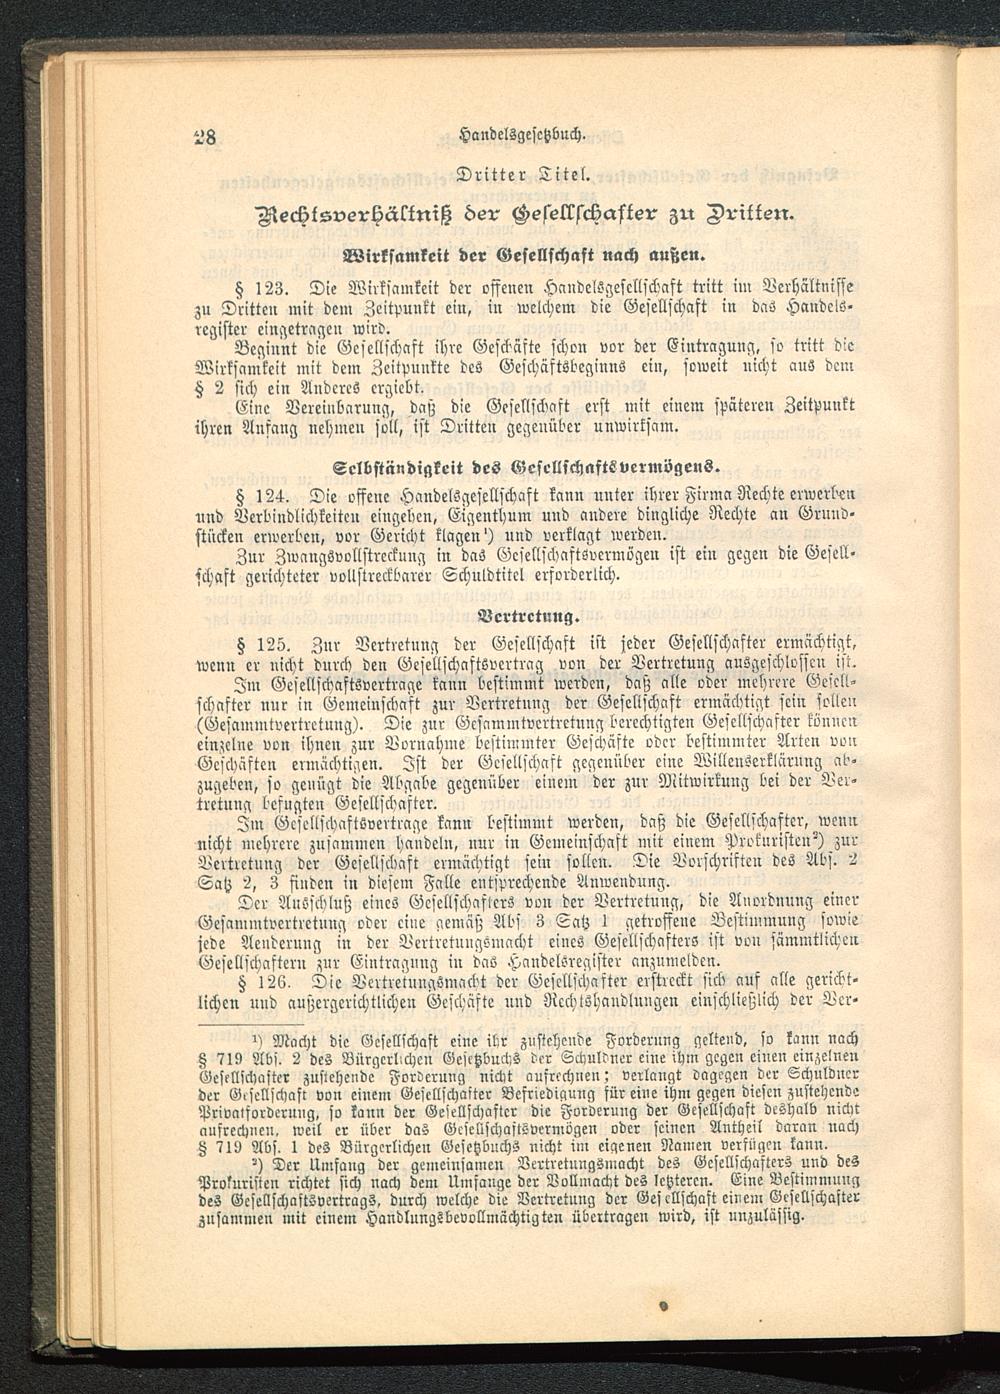 28
Handelsgesetzbuch.
Dritter Titel.
Rechtsverhältniß der Gesellschafter zu Dritten.
Wirksamkeit der Gesellschaft nach außen.
§ 123. Die Wirksamkeit der offenen Handelsgesellschaft tritt im Verhältnisse
zu Dritten mit dem Zeitpunkt ein, in welchem die Gesellschaft in das Handels-
register eingetragen wird.
Beginnt die Gesellschaft ihre Geschäfte schon vor der Eintragung, so tritt die
Wirksamkeit mit dem Zeitpunkte des Geschäftsbeginns ein, soweit nicht aus dem
§ 2 sich ein Anderes ergiebt.
Eine Vereinbarung, daß die Gesellschaft erst mit einem späteren Zeitpunkt
ihren Anfang nehmen soll, ist Dritten gegenüber unwirksam.
Selbständigkeit des Gesellschaftsvermögens.
§ 124. Die offene Handelsgesellschaft kann unter ihrer Firma Rechte erwerben
und Verbindlichkeiten eingehen, Eigenthum und andere dingliche Rechte an Grund-
stücken erwerben, vor Gericht klagen¹) und verklagt werden.
Zur Zwangsvollstreckung in das Gesellschaftsvermögen ist ein gegen die Gesell-
schaft gerichteter vollstreckbarer Schuldtitel erforderlich.
Vertretung.
§ 125. Zur Vertretung der Gesellschaft ist jeder Gesellschafter ermächtigt,
wenn er nicht durch den Gesellschaftsvertrag von der Vertretung ausgeschlossen ist.
Im Gesellschaftsvertrage kann bestimmt werden, daß alle oder mehrere Gesell-
schafter nur in Gemeinschaft zur Vertretung der Gesellschaft ermächtigt sein sollen
(Gesammtvertretung). Die zur Gesammtvertretung berechtigten Gesellschafter können
einzelne von ihnen zur Vornahme bestimmter Geschäfte oder bestimmter Arten von
Geschäften ermächtigen. Ist der Gesellschaft gegenüber eine Willenserklärung ab-
zugeben, so genügt die Abgabe gegenüber einem der zur Mitwirkung bei der Ver-
tretung befugten Gesellschafter.
Im Gesellschaftsvertrage kann bestimmt werden, daß die Gesellschafter, wenn
nicht mehrere zusammen handeln, nur in Gemeinschaft mit einem Prokuristen²) zur
Vertretung der Gesellschaft ermächtigt sein sollen. Die Vorschriften des Abs. 2
Satz 2, 3 finden in diesem Falle entsprechende Anwendung.
Der Ausschluß eines Gesellschafters von der Vertretung, die Anordnung einer
Gesammtvertretung oder eine gemäß Abs 3 Satz 1 getroffene Bestimmung sowie
jede Aenderung in der Vertretungsmacht eines Gesellschafters ist von sämmtlichen
Gesellschaftern zur Eintragung in das Handelsregister anzumelden.
§ 126. Die Vertretungsmacht der Gesellschafter erstreckt sich auf alle gericht-
lichen und außergerichtlichen Geschäfte und Rechtshandlungen einschließlich der Ver-
¹) Macht die Gesellschaft eine ihr zustehende Forderung geltend, so kann nach
§ 719 Abs. 2 des Bürgerlichen Gesetzbuchs der Schuldner eine ihm gegen einen einzelnen
Gesellschafter zustehende Forderung nicht aufrechnen; verlangt dagegen der Schuldner
der Gesellschaft von einem Gesellschafter Befriedigung für eine ihm gegen diesen zustehende
Privatforderung, so kann der Gesellschafter die Forderung der Gesellschaft deshalb nicht
aufrechnen, weil er über das Gesellschaftsvermögen oder seinen Antheil daran nach
§ 719 Abs. 1 des Bürgerlichen Gesetzbuchs nicht im eigenen Namen verfügen kann.
²) Der Umfang der gemeinsamen Vertretungsmacht des Gesellschafters und des
Prokuristen richtet sich nach dem Umfange der Vollmacht des letzteren. Eine Bestimmung
des Gesellschaftsvertrags, durch welche die Vertretung der Gesellschaft einem Gesellschafter
zusammen mit einem Handlungsbevollmächtigten übertragen wird, ist unzulässig.